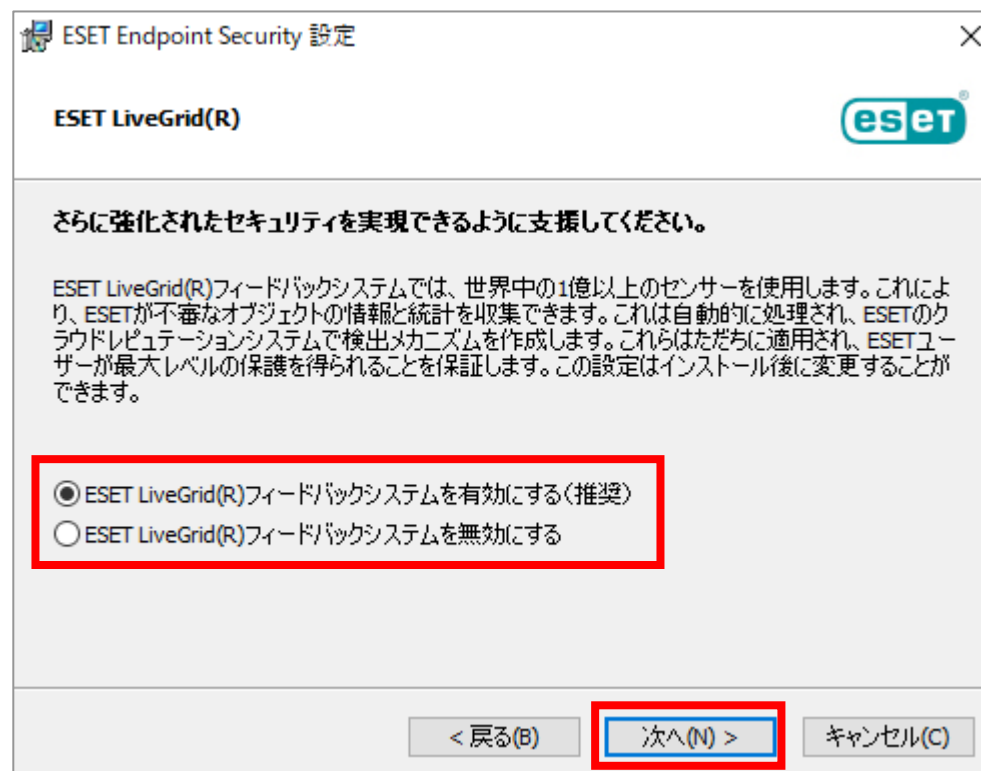 ESET Endpoint Security 設定
ESET LiveGrid(R)
eseT®
さらに強化されたセキュリティを実現できるように支援してください。
ESET LiveGrid(R)フィードバックシステムでは、世界中の1億以上のセンサーを使用します。これによ
り、ESETが不審なオブジェクトの情報と統計を収集できます。これは自動的に処理され、ESETのク
ラウドレピュテーションシステムで検出メカニズムを作成します。これらはただちに適用され、ESETユー
ザーが最大レベルの保護を得られることを保証します。この設定はインストール後に変更することが
できます。
ESET LiveGrid(R)フィードバックシステムを有効にする(推奨)
ESET LiveGrid(R)フィードバックシステムを無効にする
< 戻る(B)
次へ(N) >
キャンセル(C)